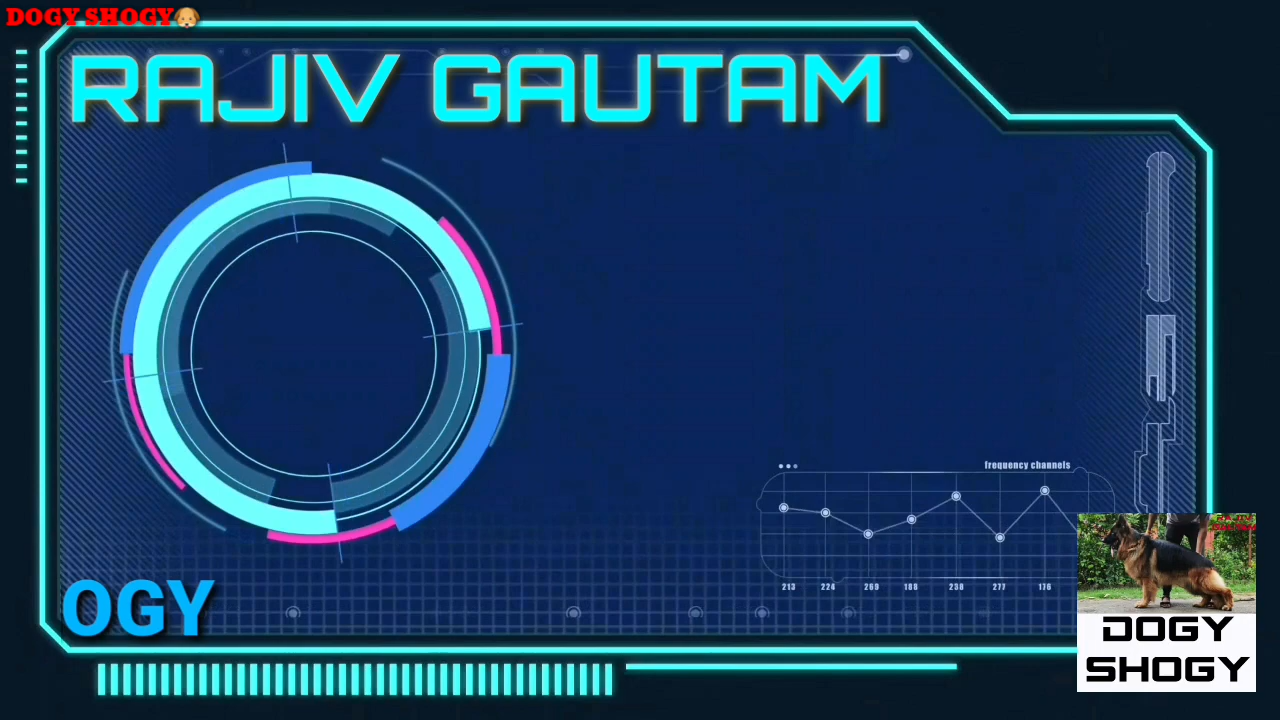 DOGY SHOGY🐶
RAJIV GAUTAM
frequency channels
213 224 269 188 238 277 176
OGY
DOGY
SHOGY